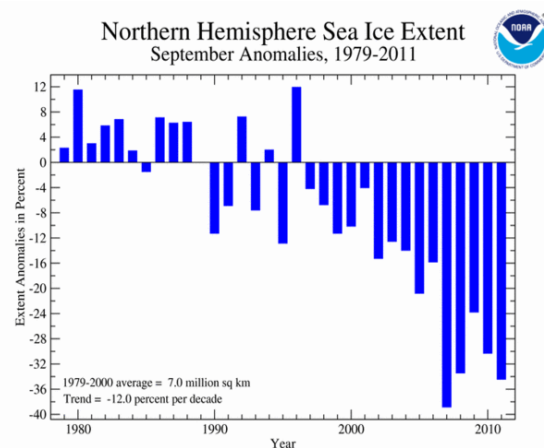 Northern Hemisphere Sea Ice Extent
September Anomalies, 1979-2011
NOAA
12
8
4
0
-4
-8
-12
-16
-20
-24
-28
-32
-36
-40
Extent Anomalies in Percent
1979-2000 average = 7.0 million sq km
Trend = -12.0 percent per decade
1980
1990
2000
2010
Year